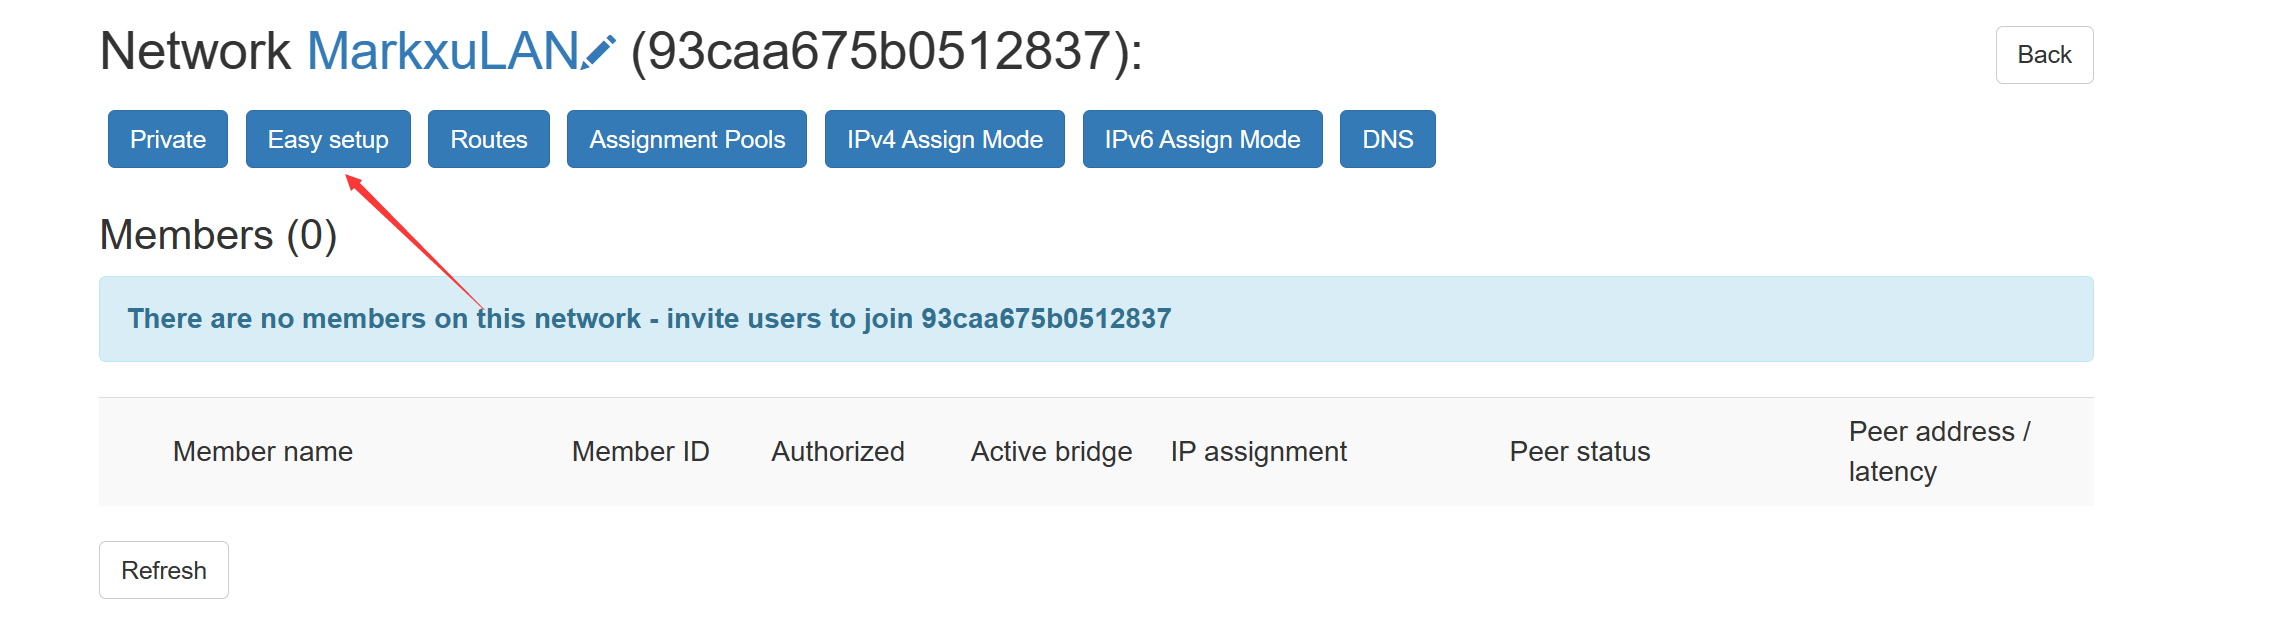 Network MarkxuLAN (93caa675b0512837):
Back
Private
Easy setup
Routes
Assignment Pools
IPv4 Assign Mode
IPv6 Assign Mode
DNS
Members (0)
There are no members on this network - invite users to join 93caa675b0512837
Member name
Member ID
Authorized
Active bridge
IP assignment
Peer status
Peer address /
latency
Refresh